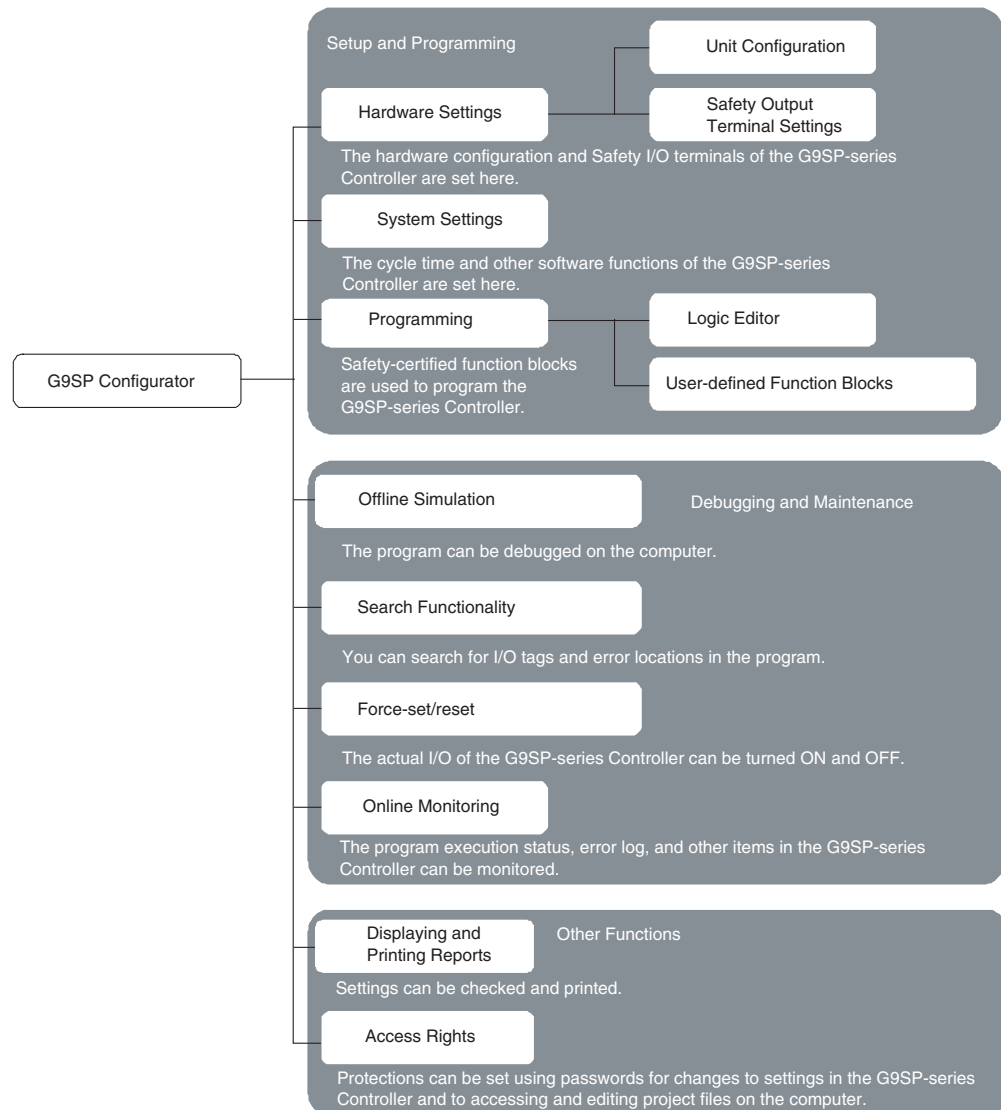 Setup and Programming
Unit Configuration
Hardware Settings
Safety Output
Terminal Settings
The hardware configuration and Safety I/O terminals of the G9SP-series
Controller are set here.
System Settings
The cycle time and other software functions of the G9SP-series
Controller are set here.
Programming
Logic Editor
Safety-certified function blocks
are used to program the
G9SP-series Controller.
User-defined Function Blocks
G9SP Configurator
Offline Simulation
Debugging and Maintenance
The program can be debugged on the computer.
Search Functionality
You can search for I/O tags and error locations in the program.
Force-set/reset
The actual I/O of the G9SP-series Controller can be turned ON and OFF.
Online Monitoring
The program execution status, error log, and other items in the G9SP-series
Controller can be monitored.
Displaying and
Printing Reports
Other Functions
Settings can be checked and printed.
Access Rights
Protections can be set using passwords for changes to settings in the G9SP-series
Controller and to accessing and editing project files on the computer.